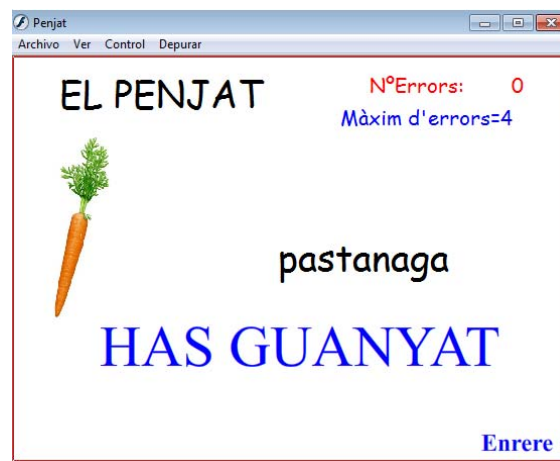 Penjat
Archivo Ver Control Depurar
EL PENJAT
NºErrors: 0
Màxim d'errors=4
pastanaga
HAS GUANYAT
Enrere